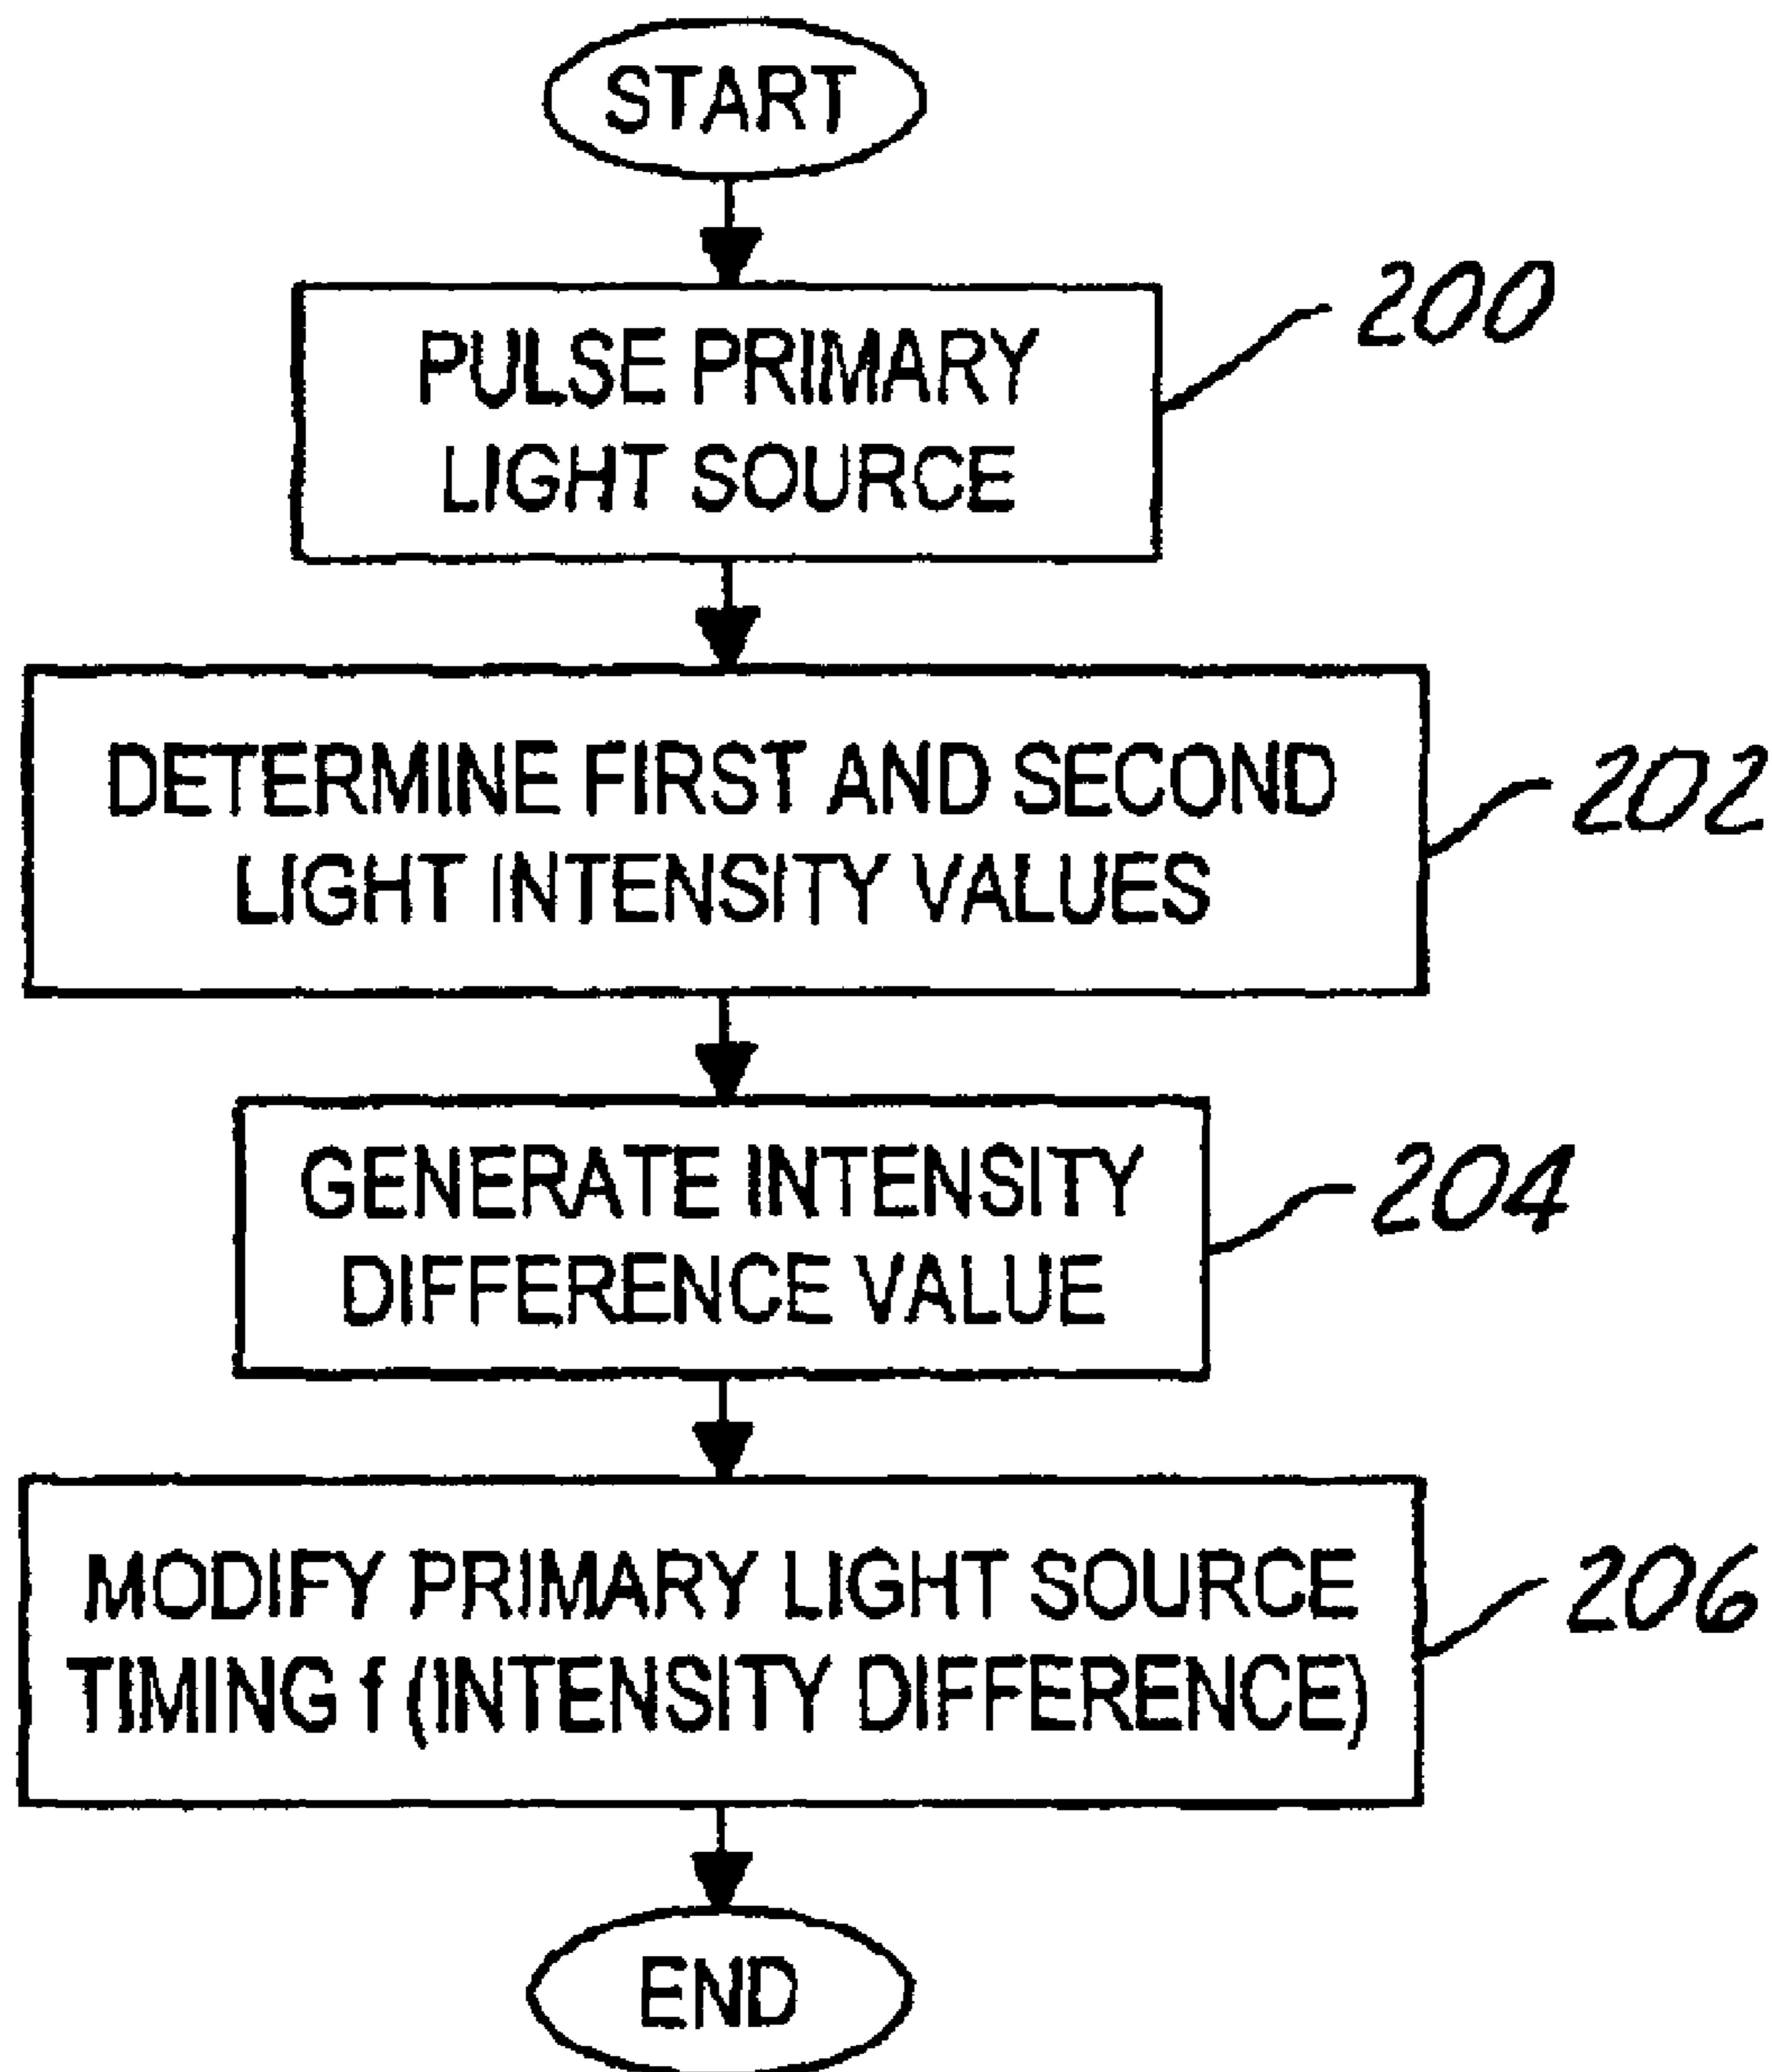 START
PULSE PRIMARY
LIGHT SOURCE
200
DETERMINE FIRST AND SECOND
LIGHT INTENSITY VALUES
202
GENERATE INTENSITY
DIFFERENCE VALUE
204
MODIFY PRIMARY LIGHT SOURCE
TIMING f (INTENSITY DIFFERENCE)
206
END